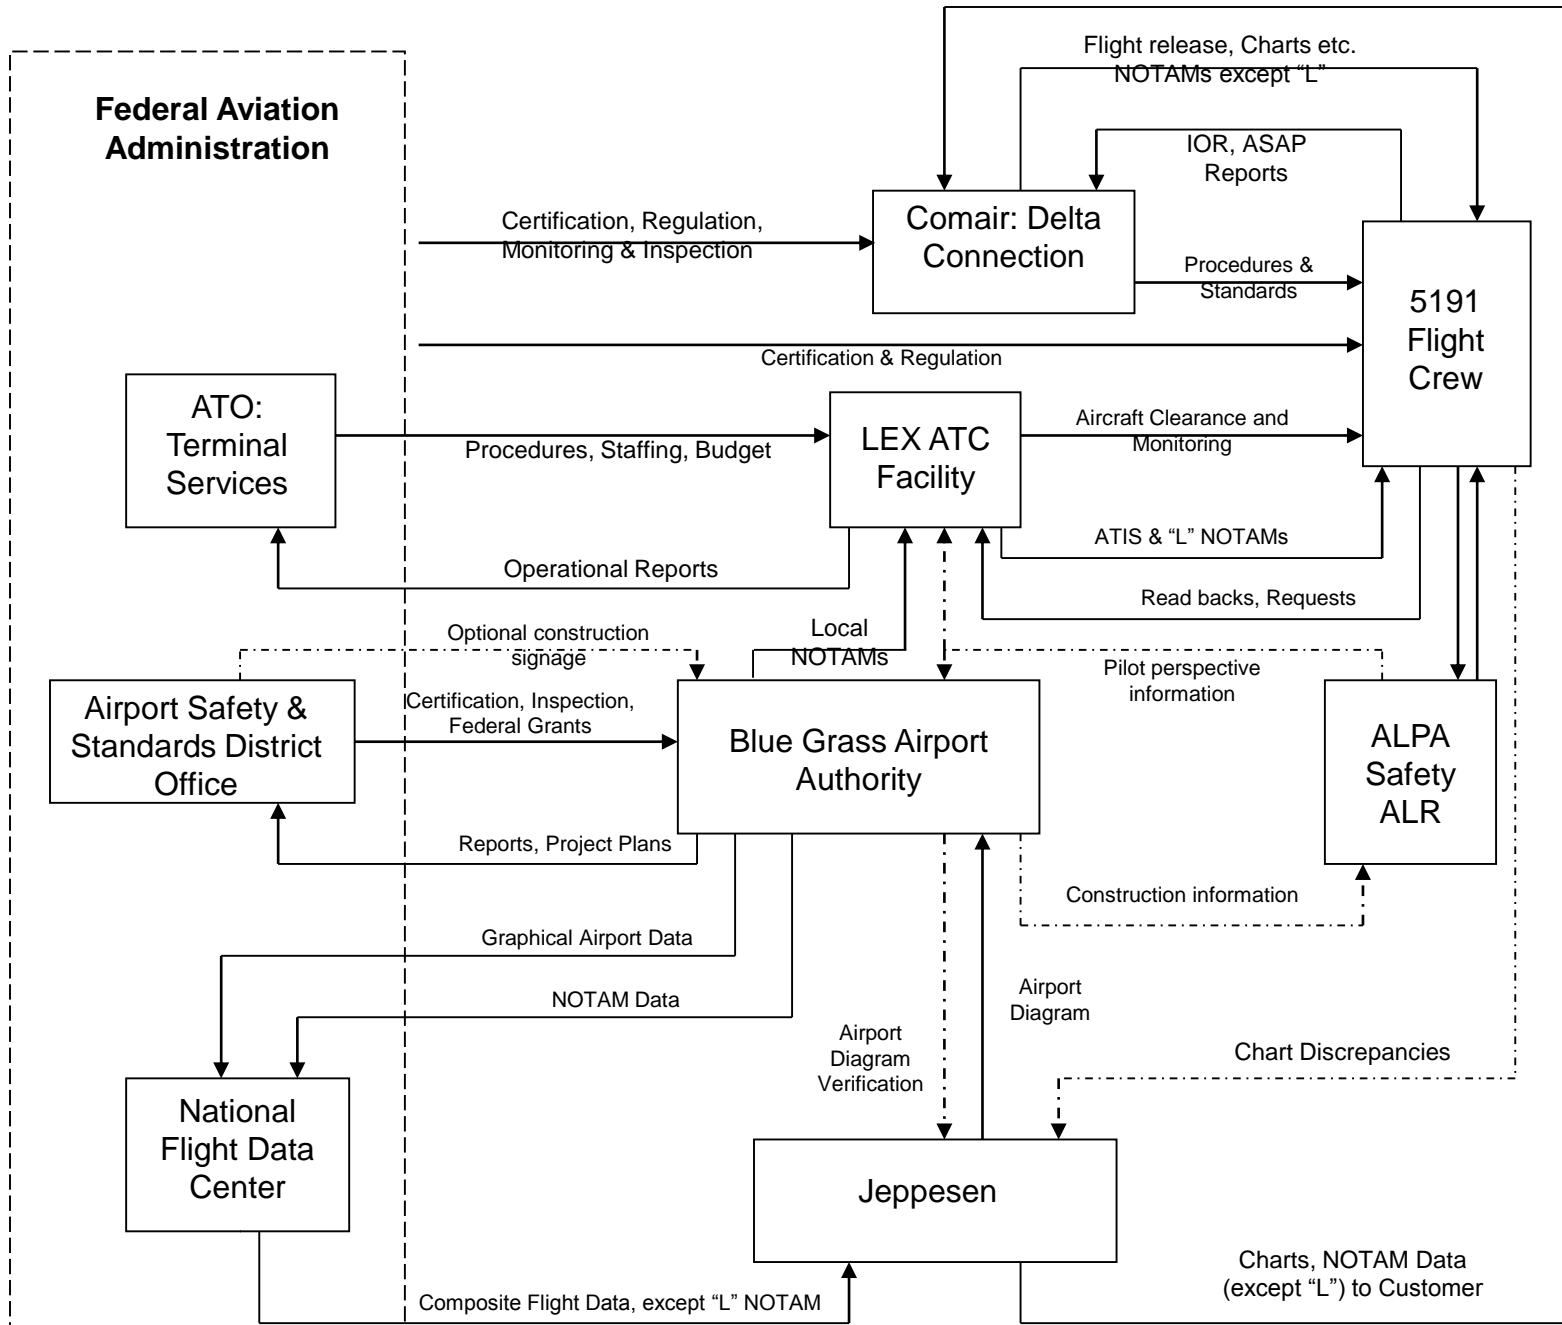 Flight release, Charts etc.
NOTAMs except “L”
Federal Aviation
Administration
IOR, ASAP
Reports
Certification, Regulation,
Monitoring & Inspection
Comair: Delta
Connection
Procedures &
Standards
5191
Flight
Crew
Certification & Regulation
ATO:
Terminal
Services
Procedures, Staffing, Budget
LEX ATC
Facility
Aircraft Clearance and
Monitoring
ATIS & “L” NOTAMs
Operational Reports
Read backs, Requests
Optional construction
signage
Local
NOTAMs
Pilot perspective
information
Airport Safety &
Standards District
Office
Certification, Inspection,
Federal Grants
Blue Grass Airport
Authority
ALPA
Safety
ALR
Reports, Project Plans
Construction information
Graphical Airport Data
NOTAM Data
Airport
Diagram
Airport
Diagram
Verification
Chart Discrepancies
National
Flight Data
Center
Jeppesen
Charts, NOTAM Data
(except “L”) to Customer
Composite Flight Data, except “L” NOTAM